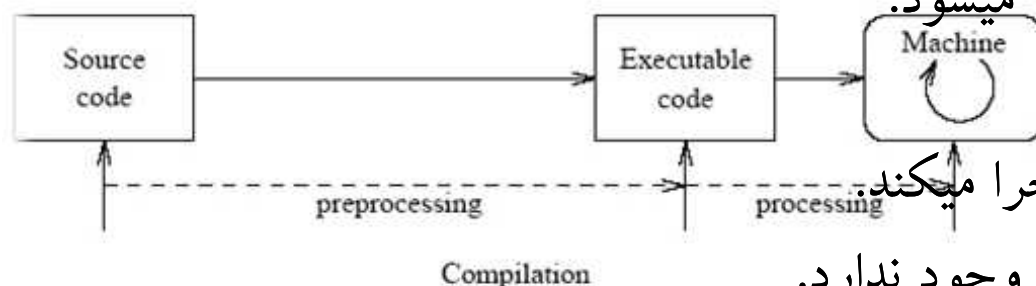 میشود.
Source
code
Executable
code
Machine
میکند.
preprocessing
processing
وجود ندارد.
Compilation